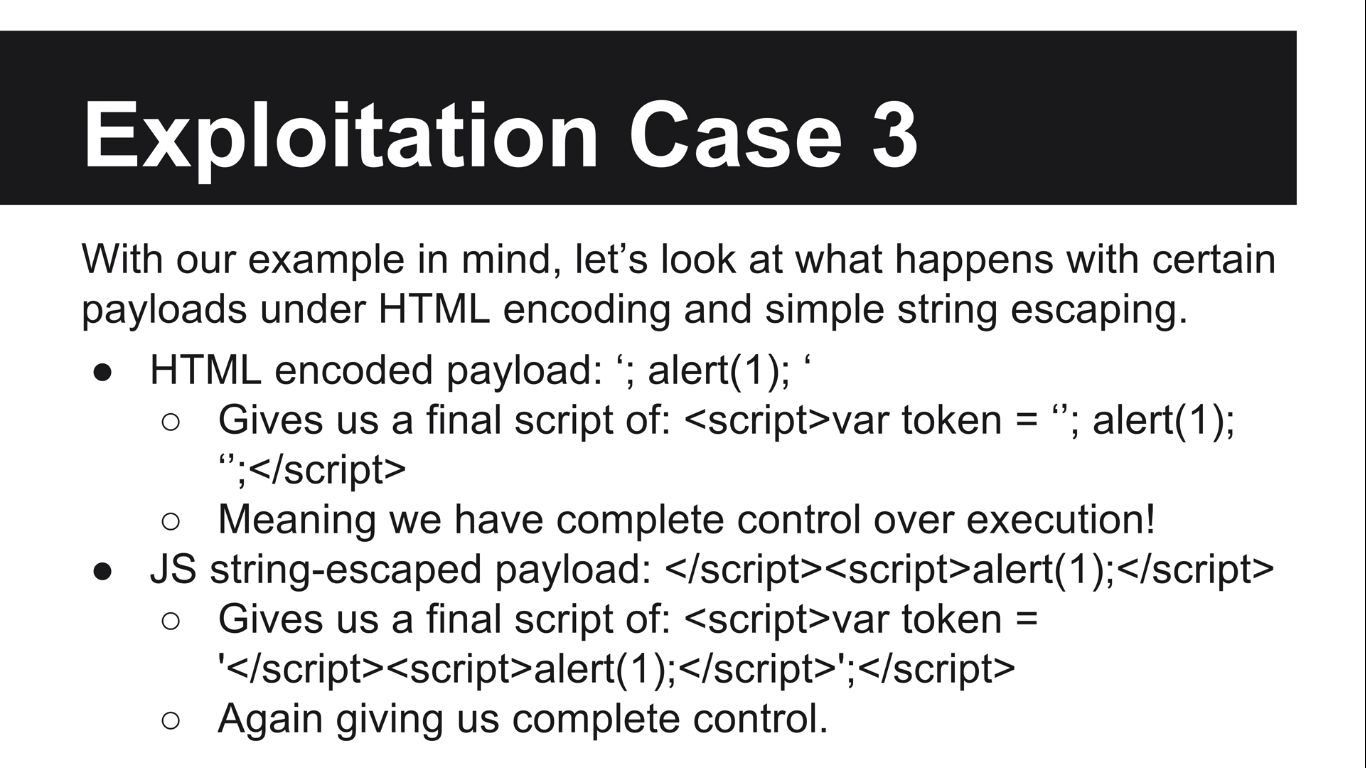 Exploitation Case 3
With our example in mind, let’s look at what happens with certain
payloads under HTML encoding and simple string escaping.
● HTML encoded payload: ‘; alert(1); ‘
○ Gives us a final script of: <script>var token = ‘’; alert(1);
‘’;</script>
○ Meaning we have complete control over execution!
● JS string-escaped payload: </script><script>alert(1);</script>
○ Gives us a final script of: <script>var token =
'</script><script>alert(1);</script>';</script>
○ Again giving us complete control.